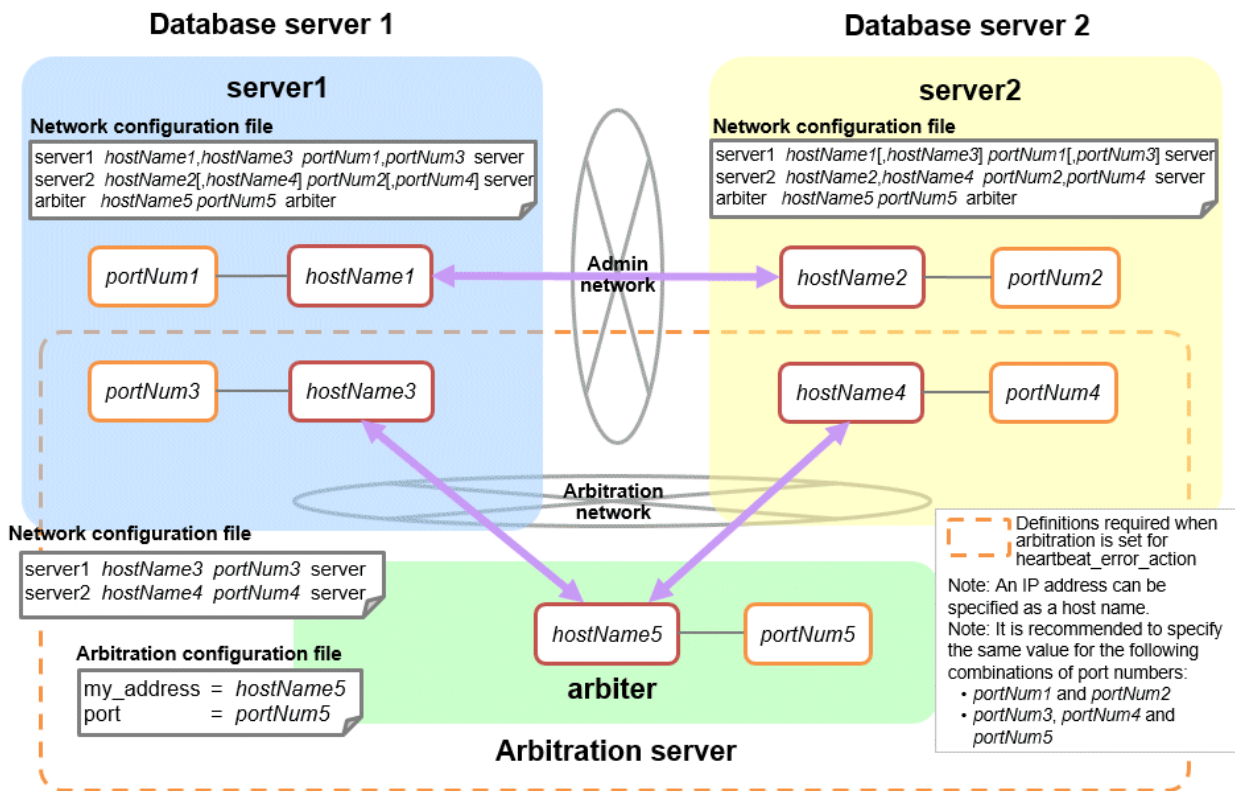 Database server 1
Database server 2
server1
server2
Network configuration file
server1 hostName1,hostName3 portNum1,portNum3 server
server2 hostName2[,hostName4] portNum2[,portNum4] server
arbiter hostName5 portNum5 arbiter
Network configuration file
server1 hostName1[,hostName3] portNum1[,portNum3] server
server2 hostName2,hostName4 portNum2,portNum4 server
arbiter hostName5 portNum5 arbiter
portNum1
hostName1
Admin
network
hostName2
portNum2
portNum3
hostName3
hostName4
portNum4
Arbitration
network
Network configuration file
server1 hostName3 portNum3 server
server2 hostName4 portNum4 server
Arbitration configuration file
my_address = hostName5
port = portNum5
hostName5
portNum5
arbiter
Arbitration server
Definitions required when
arbitration is set for
heartbeat_error_action
Note: An IP address can be
specified as a host name.
Note: It is recommended to specify
the same value for the following
combinations of port numbers:
• portNum1 and portNum2
• portNum3, portNum4 and
portNum5